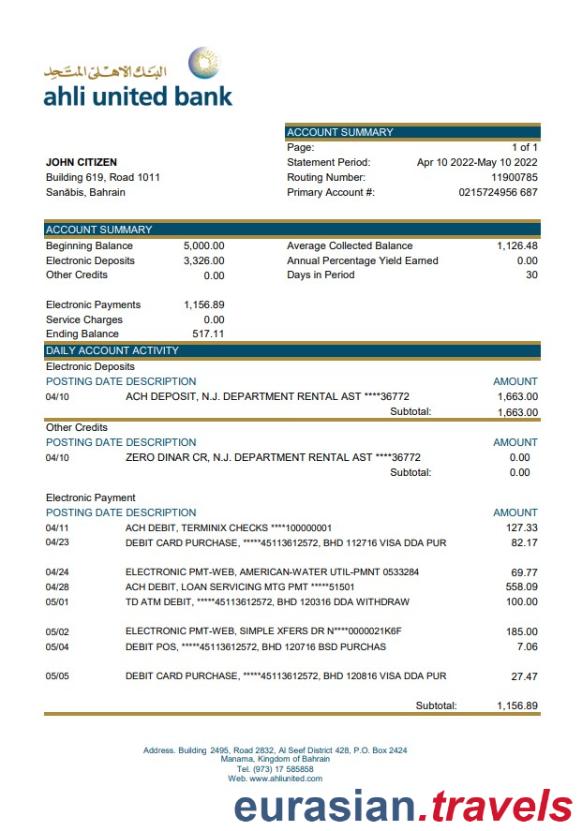 البنك الأهلي المتحد
ahli united bank
ACCOUNT SUMMARY
Page: 1 of 1
JOHN CITIZEN Statement Period: Apr 10 2022-May 10 2022
Building 619, Road 1011 Routing Number: 11900785
Sanābis, Bahrain Primary Account #: 0215724956 687
ACCOUNT SUMMARY
Beginning Balance 5,000.00 Average Collected Balance 1,126.48
Electronic Deposits 3,326.00 Annual Percentage Yield Earned 0.00
Other Credits 0.00 Days in Period 30
Electronic Payments 1,156.89
Service Charges 0.00
Ending Balance 517.11
DAILY ACCOUNT ACTIVITY
Electronic Deposits
POSTING DATE DESCRIPTION AMOUNT
04/10 ACH DEPOSIT, N.J. DEPARTMENT RENTAL AST ****36772 1,663.00
Subtotal: 1,663.00
Other Credits
POSTING DATE DESCRIPTION AMOUNT
04/10 ZERO DINAR CR, N.J. DEPARTMENT RENTAL AST ****36772 0.00
Subtotal: 0.00
Electronic Payment
POSTING DATE DESCRIPTION AMOUNT
04/11 ACH DEBIT, TERMINIX CHECKS ****100000001 127.33
04/23 DEBIT CARD PURCHASE, *****45113612572, BHD 112716 VISA DDA PUR 82.17
04/24 ELECTRONIC PMT-WEB, AMERICAN-WATER UTIL-PMNT 0533284 69.77
04/28 ACH DEBIT, LOAN SERVICING MTG PMT *****51501 558.09
05/01 TD ATM DEBIT, *****45113612572, BHD 120316 DDA WITHDRAW 100.00
05/02 ELECTRONIC PMT-WEB, SIMPLE XFERS DR N****0000021K6F 185.00
05/04 DEBIT POS, *****45113612572, BHD 120716 BSD PURCHAS 7.06
05/05 DEBIT CARD PURCHASE, *****45113612572, BHD 120816 VISA DDA PUR 27.47
Subtotal: 1,156.89
Address. Building 2495, Road 2832, Al Seef District 428, P.O. Box 2424
Manama, Kingdom of Bahrain
Tel. (973) 17 585858
Web. www.ahliunited.com
eurasian.travels